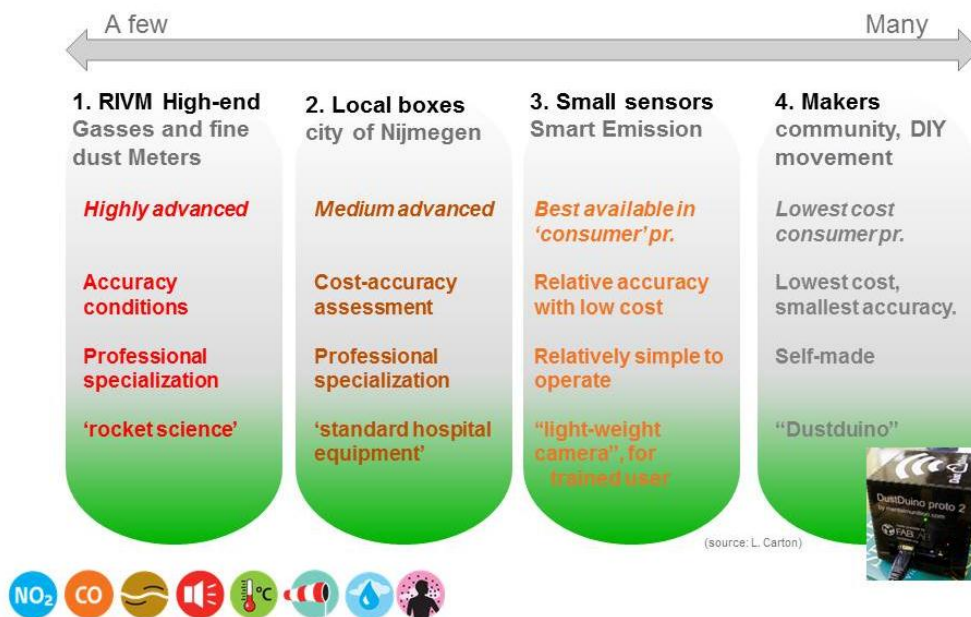 A few
Many
1. RIVM High-end
Gasses and fine
dust Meters
Highly advanced
Accuracy
conditions
Professional
specialization
‘rocket science’
2. Local boxes
city of Nijmegen
Medium advanced
Cost-accuracy
assessment
Professional
specialization
‘standard hospital
equipment’
3. Small sensors
Smart Emission
Best available in
‘consumer’ pr.
Relative accuracy
with low cost
Relatively simple to
operate
“light-weight
camera”, for
trained user
4. Makers
community, DIY
movement
Lowest cost
consumer pr.
Lowest cost,
smallest accuracy.
Self-made
“Dustduino”
DustDuino proto 2
FABLAB
(source: L. Carton)
NO₂
CO
°C